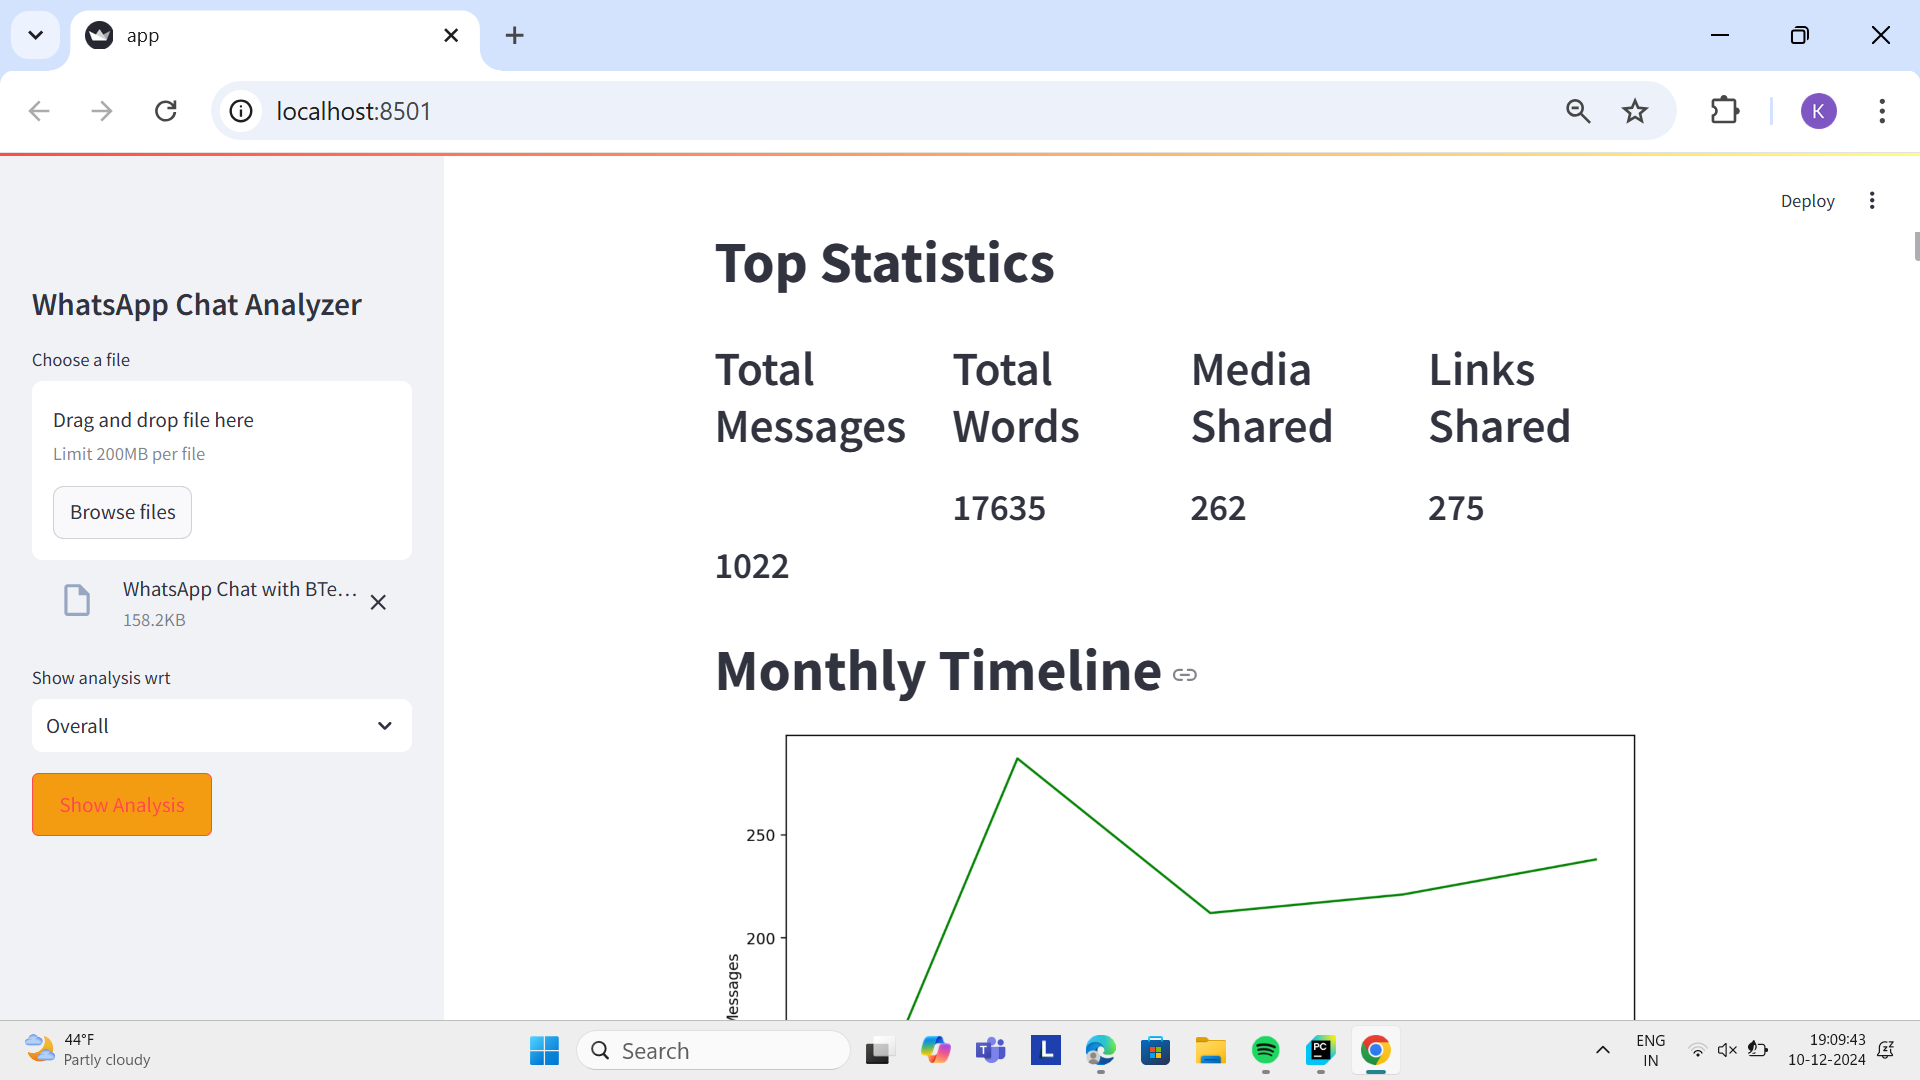 app
localhost:8501
K
Deploy
WhatsApp Chat Analyzer
Choose a file
Drag and drop file here
Limit 200MB per file
Browse files
WhatsApp Chat with BTe...
158.2KB
Show analysis wrt
Overall
Show Analysis
Top Statistics
Total Messages
1022
Total Words
17635
Media Shared
262
Links Shared
275
Monthly Timeline
250
200
Messages
44°F
Partly cloudy
Search
L
PC
ENG
IN
19:09:43
10-12-2024